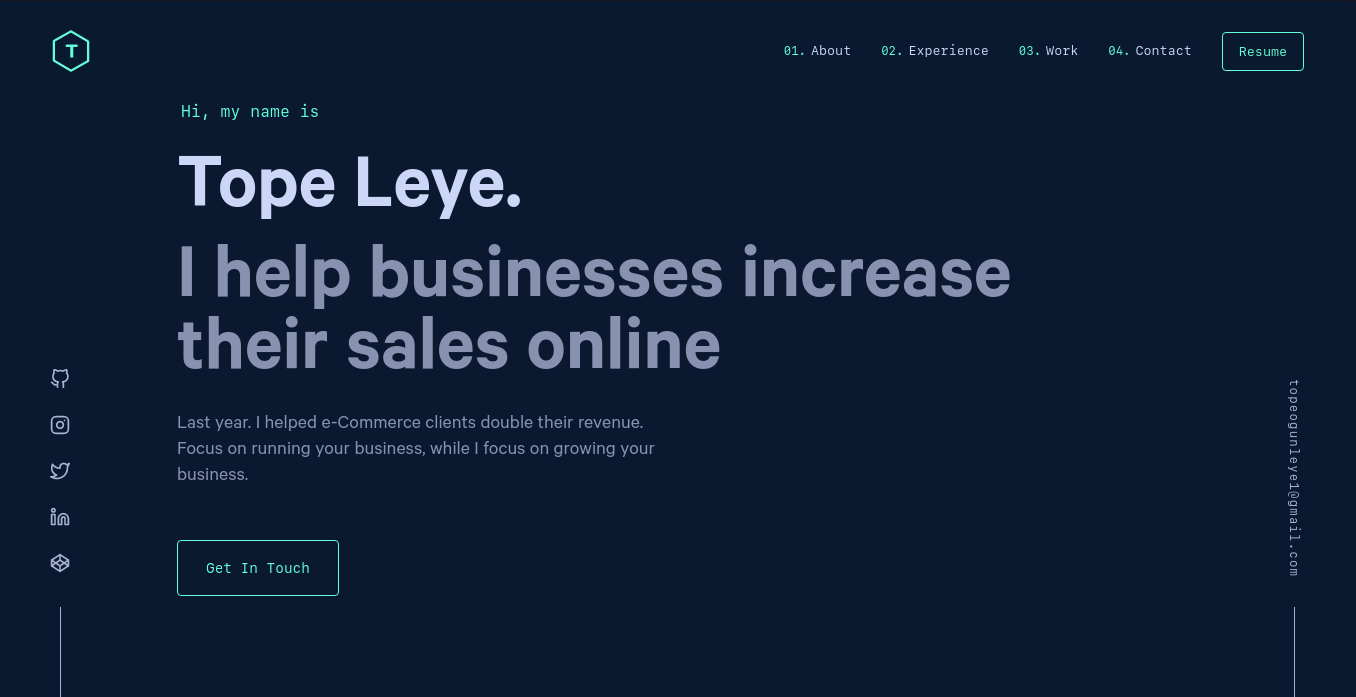 T
01. About
02. Experience
03. Work
04. Contact
Resume
Hi, my name is
Tope Leye.
I help businesses increase
their sales online
Last year. I helped e-Commerce clients double their revenue.
Focus on running your business, while I focus on growing your
business.
Get In Touch
topeogunleye1@gmail.com